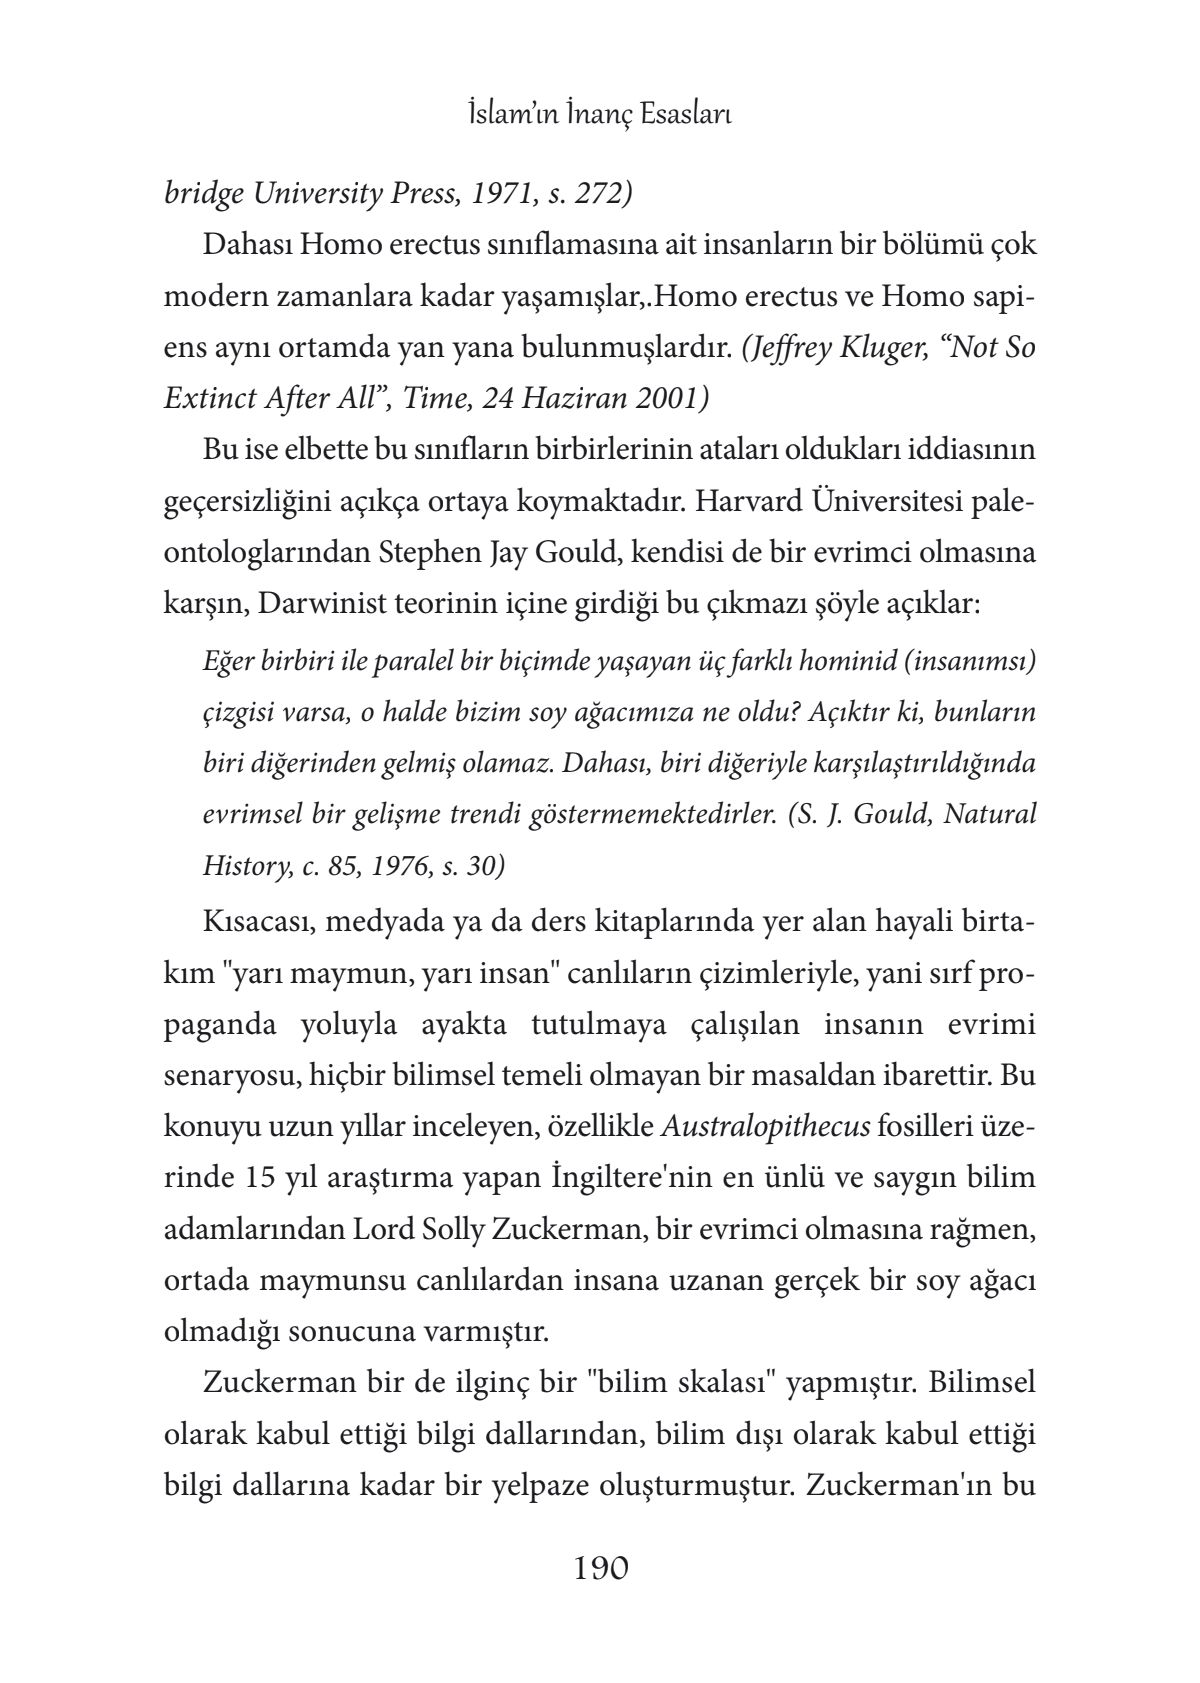 İslam’ın İnanç Esasları
bridge University Press, 1971, s. 272)
Dahası Homo erectus sınıflamasına ait insanların bir bölümü çok
modern zamanlara kadar yaşamışlar,.Homo erectus ve Homo sapi-
ens aynı ortamda yan yana bulunmuşlardır. (Jeffrey Kluger, “Not So
Extinct After All”, Time, 24 Haziran 2001)
Bu ise elbette bu sınıfların birbirlerinin ataları oldukları iddiasının
geçersizliğini açıkça ortaya koymaktadır. Harvard Üniversitesi pale-
ontologlarından Stephen Jay Gould, kendisi de bir evrimci olmasına
karşın, Darwinist teorinin içine girdiği bu çıkmazı şöyle açıklar:
Eğer birbiri ile paralel bir biçimde yaşayan üç farklı hominid (insanımsı)
çizgisi varsa, o halde bizim soy ağacımıza ne oldu? Açıktır ki, bunların
biri diğerinden gelmiş olamaz. Dahası, biri diğeriyle karşılaştırıldığında
evrimsel bir gelişme trendi göstermemektedirler. (S. J. Gould, Natural
History, c. 85, 1976, s. 30)
Kısacası, medyada ya da ders kitaplarında yer alan hayali birta-
kım "yarı maymun, yarı insan" canlıların çizimleriyle, yani sırf pro-
paganda yoluyla ayakta tutulmaya çalışılan insanın evrimi
senaryosu, hiçbir bilimsel temeli olmayan bir masaldan ibarettir. Bu
konuyu uzun yıllar inceleyen, özellikle Australopithecus fosilleri üze-
rinde 15 yıl araştırma yapan İngiltere'nin en ünlü ve saygın bilim
adamlarından Lord Solly Zuckerman, bir evrimci olmasına rağmen,
ortada maymunsu canlılardan insana uzanan gerçek bir soy ağacı
olmadığı sonucuna varmıştır.
Zuckerman bir de ilginç bir "bilim skalası" yapmıştır. Bilimsel
olarak kabul ettiği bilgi dallarından, bilim dışı olarak kabul ettiği
bilgi dallarına kadar bir yelpaze oluşturmuştur. Zuckerman'ın bu
190